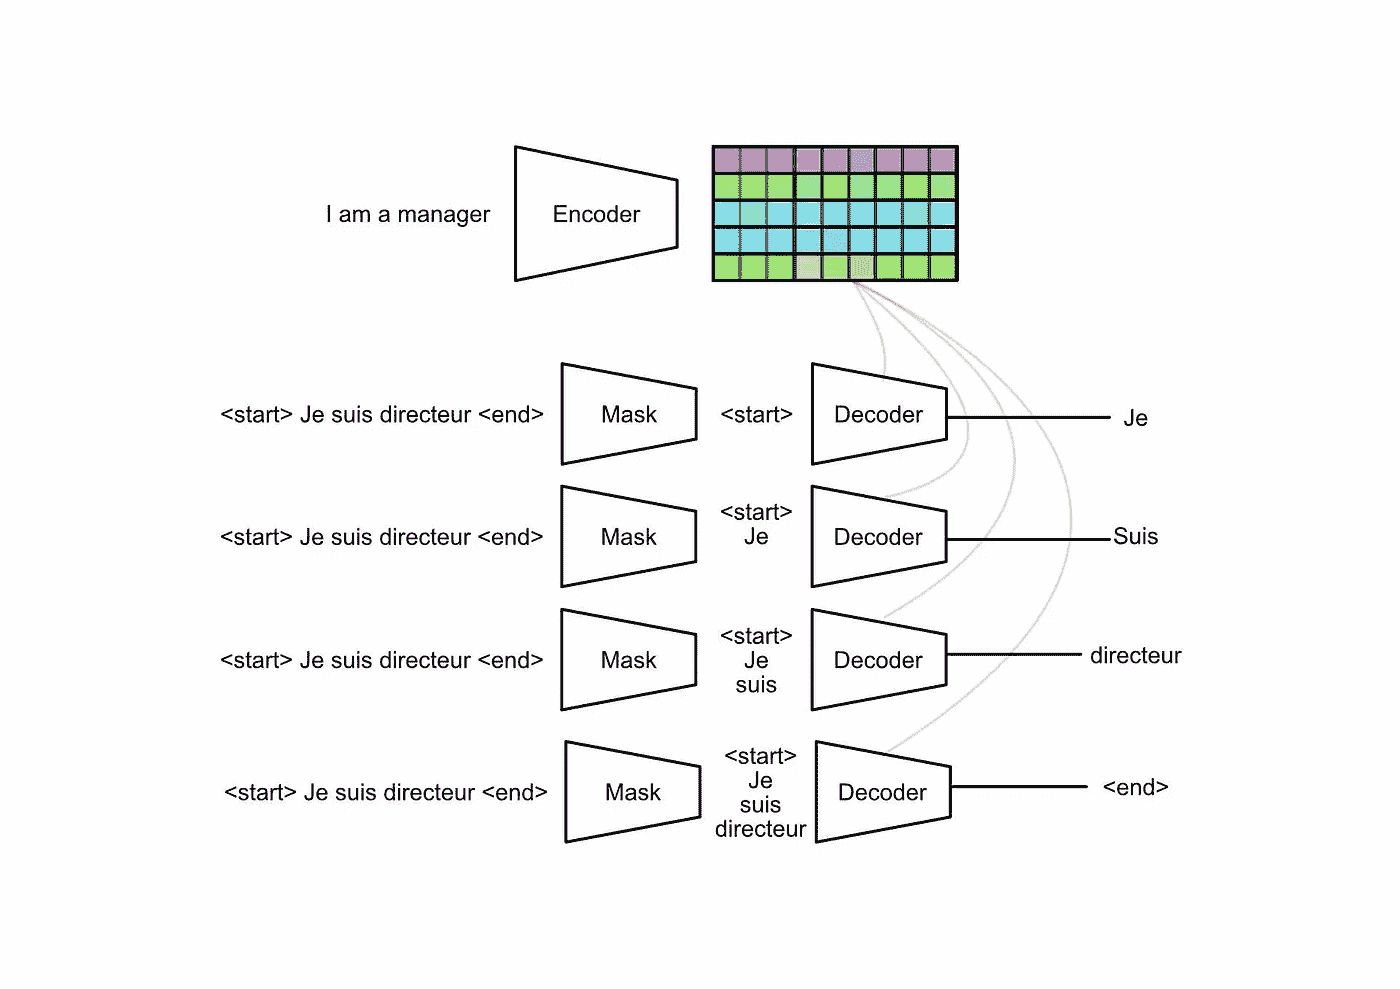 I am a manager
Encoder
<start> Je suis directeur <end>
Mask
<start>
Decoder
Je
<start> Je suis directeur <end>
Mask
<start>
Je
Decoder
Suis
<start> Je suis directeur <end>
Mask
<start>
Je
suis
Decoder
directeur
<start> Je suis directeur <end>
Mask
<start>
Je
suis
directeur
Decoder
<end>